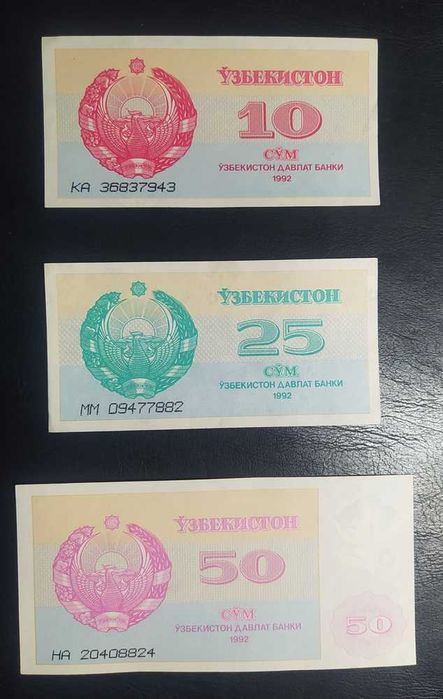 ЎЗБЕКИСТОН
10
СЎМ
ЎЗБЕКИСТОН ДАВЛАТ БАНКИ
1992
КА 36837943
ЎЗБЕКИСТОН
25
СЎМ
ЎЗБЕКИСТОН ДАВЛАТ БАНКИ
1992
ММ 09477882
ЎЗБЕКИСТОН
50
СЎМ
ЎЗБЕКИСТОН ДАВЛАТ БАНКИ
1992
50
НА 20408824